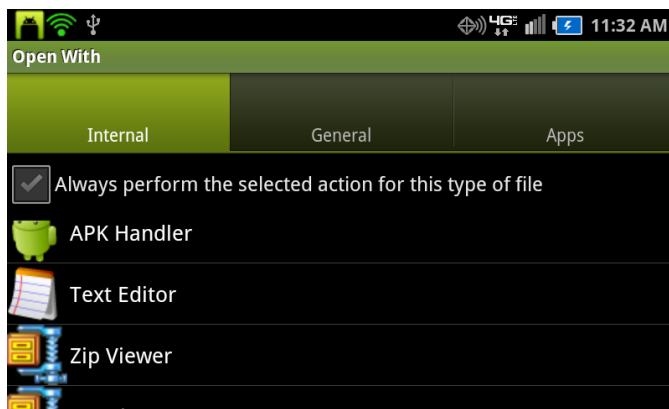 4G 11:32 AM
Open With
Internal General Apps
Always perform the selected action for this type of file
APK Handler
Text Editor
Zip Viewer